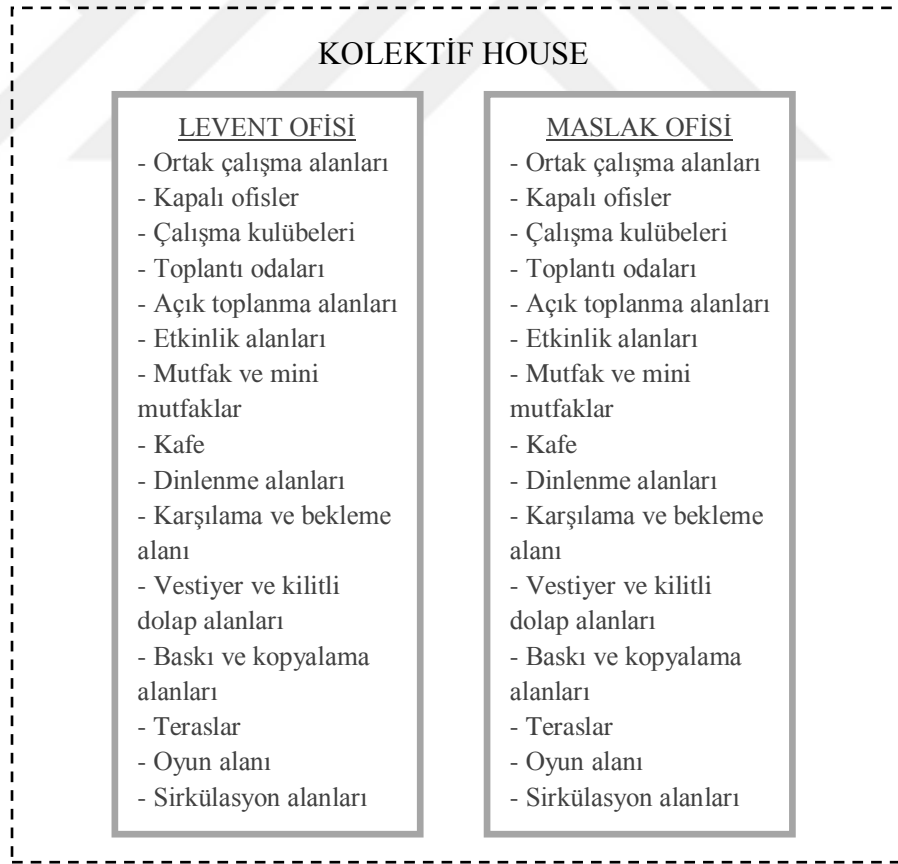 KOLEKTİF HOUSE
LEVENT OFİSİ
- Ortak çalışma alanları
- Kapalı ofisler
- Çalışma kulübeleri
- Toplantı odaları
- Açık toplanma alanları
- Etkinlik alanları
- Mutfak ve mini
mutfaklar
- Kafe
- Dinlenme alanları
- Karşılama ve bekleme
alanı
- Vestiyer ve kilitli
dolap alanları
- Baskı ve kopyalama
alanları
- Teraslar
- Oyun alanı
- Sirkülasyon alanları
MASLAK OFİSİ
- Ortak çalışma alanları
- Kapalı ofisler
- Çalışma kulübeleri
- Toplantı odaları
- Açık toplanma alanları
- Etkinlik alanları
- Mutfak ve mini
mutfaklar
- Kafe
- Dinlenme alanları
- Karşılama ve bekleme
alanı
- Vestiyer ve kilitli
dolap alanları
- Baskı ve kopyalama
alanları
- Teraslar
- Oyun alanı
- Sirkülasyon alanları